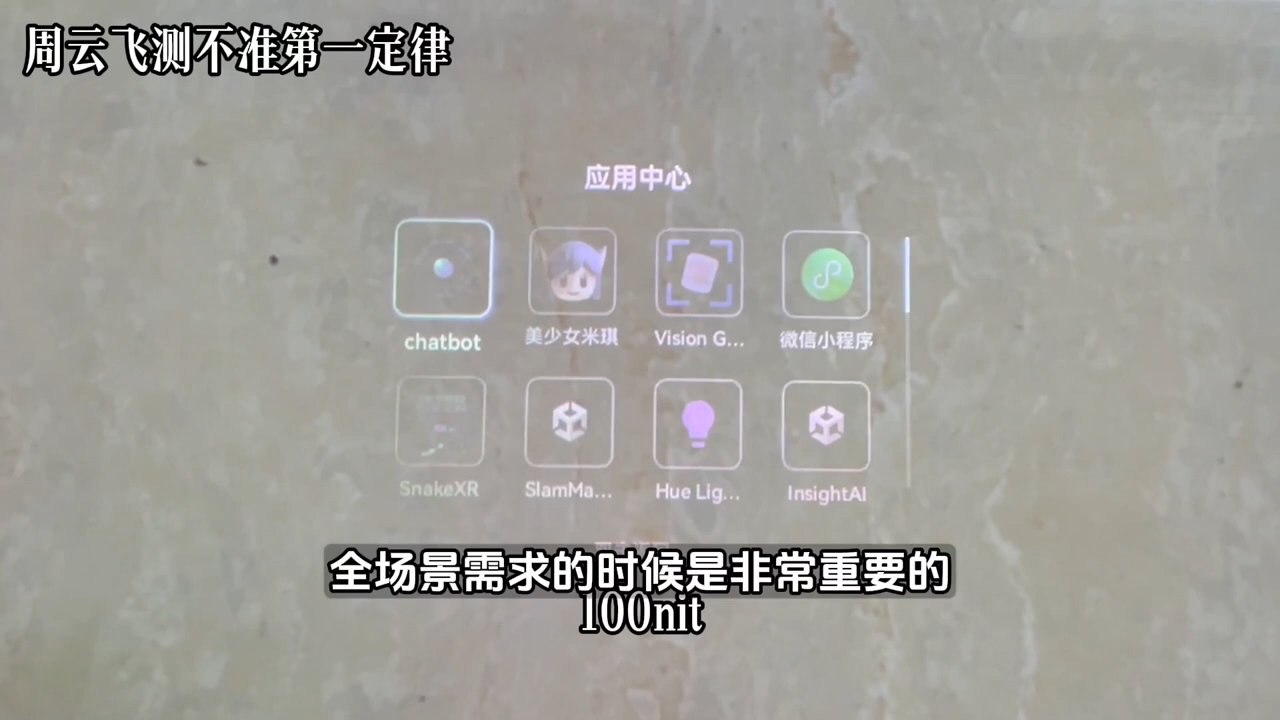 周云飞测不准第一定律
应用中心
chatbot
美少女米琪
Vision G...
微信小程序
SnakeXR
SlamMa...
Hue Lig...
InsightAI
全场景需求的时候是非常重要的
100nit